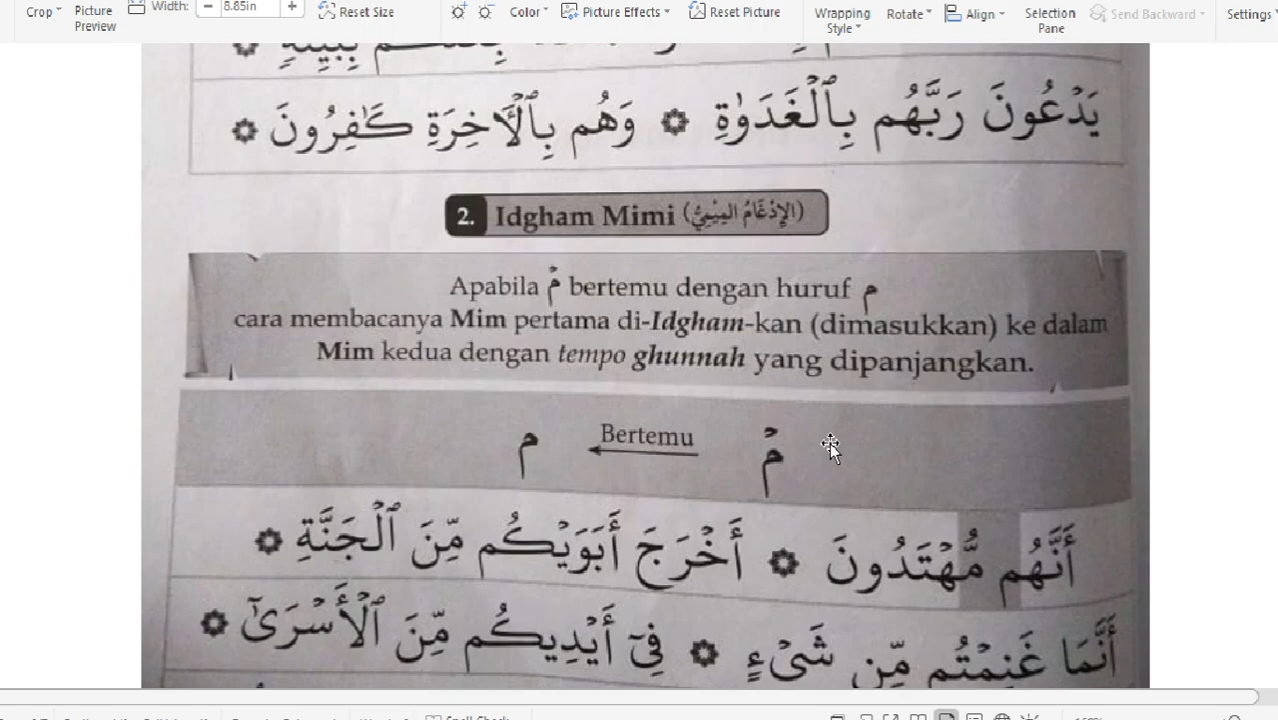 Crop
Picture Preview
Width: 8.85in
Reset Size
Color
Picture Effects
Reset Picture
Wrapping Style
Rotate
Align
Selection Pane
Send Backward
Settings
يَدْعُونَ رَبَّهُم بِٱلْغَدَوٰةِ ۞ وَهُم بِٱلْأَخِرَةِ كَـٰفِرُونَ ۞
2. Idgham Mimi (الإِدْغَامُ المِيْمِيُّ)
Apabila مْ bertemu dengan huruf م
cara membacanya Mim pertama di-Idgham-kan (dimasukkan) ke dalam
Mim kedua dengan tempo ghunnah yang dipanjangkan.
مْ Bertemu م
أَنَّهُم مُّهْتَدُونَ ۞ أَخْرَجَ أَبَوَيْكُم مِّنَ ٱلْجَنَّةِ ۞
أَنَّمَا غَنِمْتُم مِّن شَىْءٍ ۞ فِىٓ أَيْدِيكُم مِّنَ ٱلْأَسْرَىٰٓ ۞